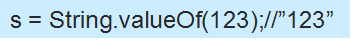 s = String.valueOf(123);//”123”